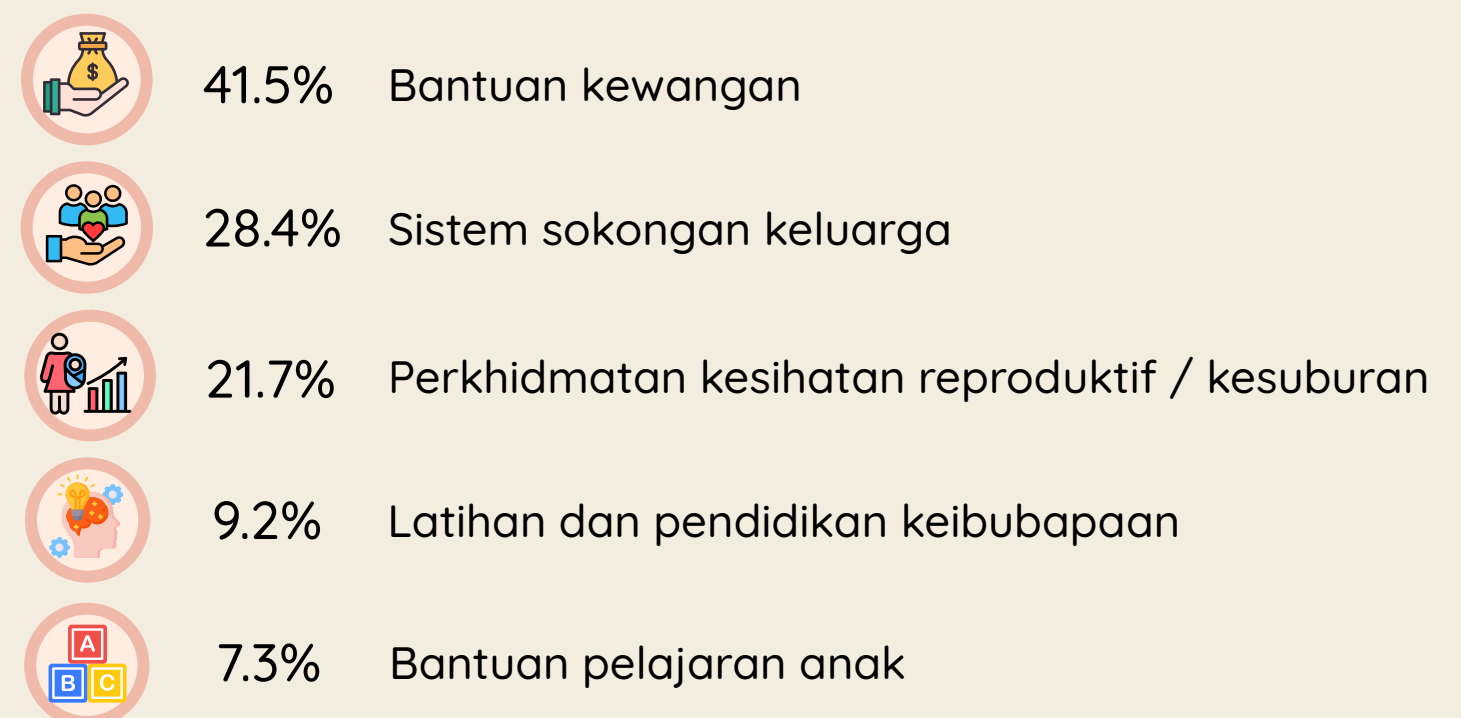 $
41.5% Bantuan kewangan
28.4% Sistem sokongan keluarga
21.7% Perkhidmatan kesihatan reproduktif / kesuburan
9.2% Latihan dan pendidikan keibubapaan
A
B C
7.3% Bantuan pelajaran anak